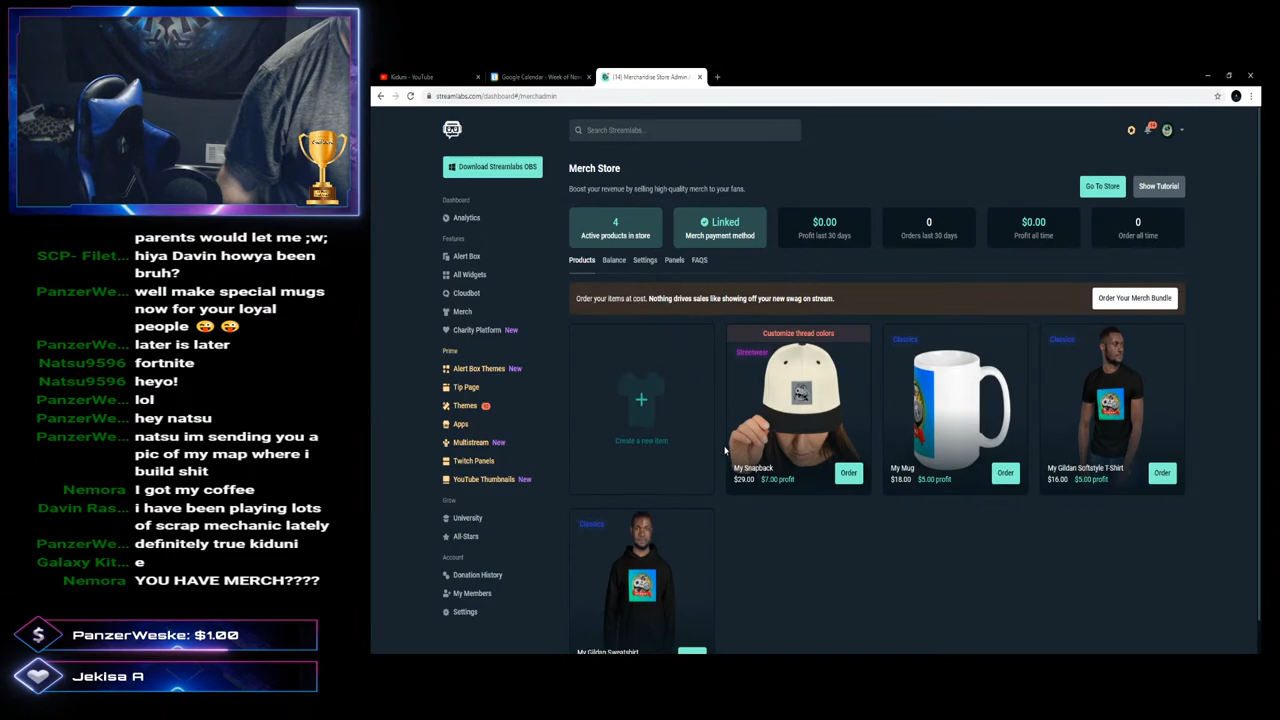 parents would let me ;w;
SCP- Filet... hiya Davin howya been
bruh?
PanzerWe... well make special mugs
now for your loyal
people 😜 😜
PanzerWe... later is later
Natsu9596 fortnite
Natsu9596 heyo!
PanzerWe... lol
PanzerWe... hey natsu
PanzerWe... natsu im sending you a
pic of my map where i
build shit
Nemora I got my coffee
Davin Ras... i have been playing lots
of scrap mechanic lately
PanzerWe... definitely true kiduni
Galaxy Kit... e
Nemora YOU HAVE MERCH????
$ PanzerWeske: $1.00
Jekisa A
Kiduni - YouTube
Google Calendar - Week of Nov
(14) Merchandise Store Admin /
streamlabs.com/dashboard#/merchadmin
Search Streamlabs...
Download Streamlabs OBS
Dashboard
Analytics
Features
Alert Box
All Widgets
Cloudbot
Merch
Charity Platform New
Prime
Alert Box Themes New
Tip Page
Themes
Apps
Multistream New
Twitch Panels
YouTube Thumbnails New
Grow
University
All-Stars
Account
Donation History
My Members
Settings
Merch Store
Boost your revenue by selling high-quality merch to your fans.
Go To Store
Show Tutorial
4
Active products in store
Linked
Merch payment method
$0.00
Profit last 30 days
0
Orders last 30 days
$0.00
Profit all time
0
Order all time
Products Balance Settings Panels FAQS
Order your items at cost. Nothing drives sales like showing off your new swag on stream.
Order Your Merch Bundle
Create a new item
Customize thread colors
Streetwear
My Snapback
$29.00 $7.00 profit
Order
Classics
My Mug
$18.00 $5.00 profit
Order
Classics
My Gildan Softstyle T-Shirt
$16.00 $5.00 profit
Order
Classics
My Gildan Sweatshirt